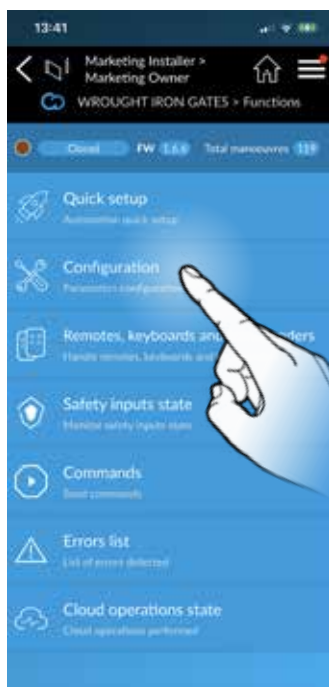 13:41
Marketing Installer >
Marketing Owner
WROUGHT IRON GATES > Functions
Closed FW 1.6.6 Total manoeuvres 119
Quick setup
Automation quick setup
Configuration
Parameters configuration
Remotes, keyboards an ders
Handle remotes, keyboards and
Safety inputs state
Monitor safety inputs state
Commands
Send commands
Errors list
List of errors detected
Cloud operations state
Cloud operations performed